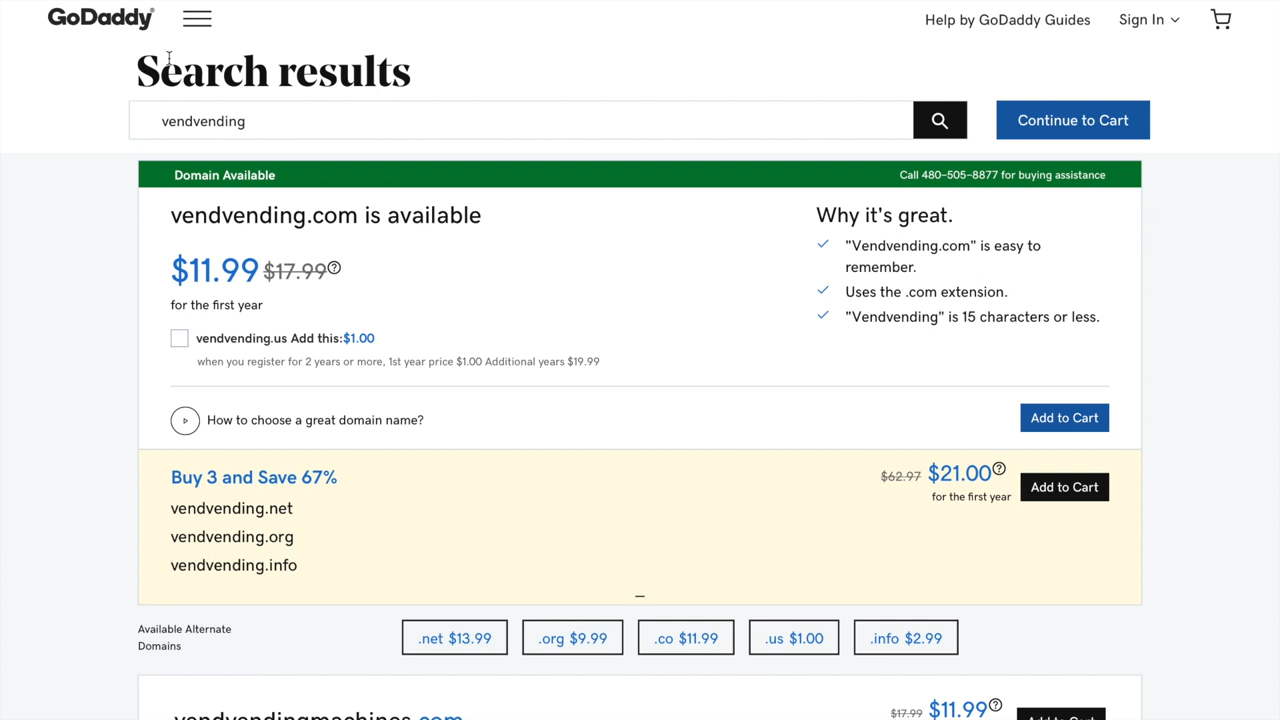 GoDaddy
Help by GoDaddy Guides
Sign In
Search results
vendvending
Continue to Cart
Domain Available
Call 480-505-8877 for buying assistance
vendvending.com is available
$11.99 $17.99
for the first year
vendvending.us Add this:$1.00
when you register for 2 years or more, 1st year price $1.00 Additional years $19.99
Why it's great.
"Vendvending.com" is easy to
remember.
Uses the .com extension.
"Vendvending" is 15 characters or less.
How to choose a great domain name?
Add to Cart
Buy 3 and Save 67%
vendvending.net
vendvending.org
vendvending.info
$62.97 $21.00
for the first year
Add to Cart
Available Alternate
Domains
.net $13.99
.org $9.99
.co $11.99
.us $1.00
.info $2.99
vendvendingmachines.com
$17.99 $11.99
Add to Cart